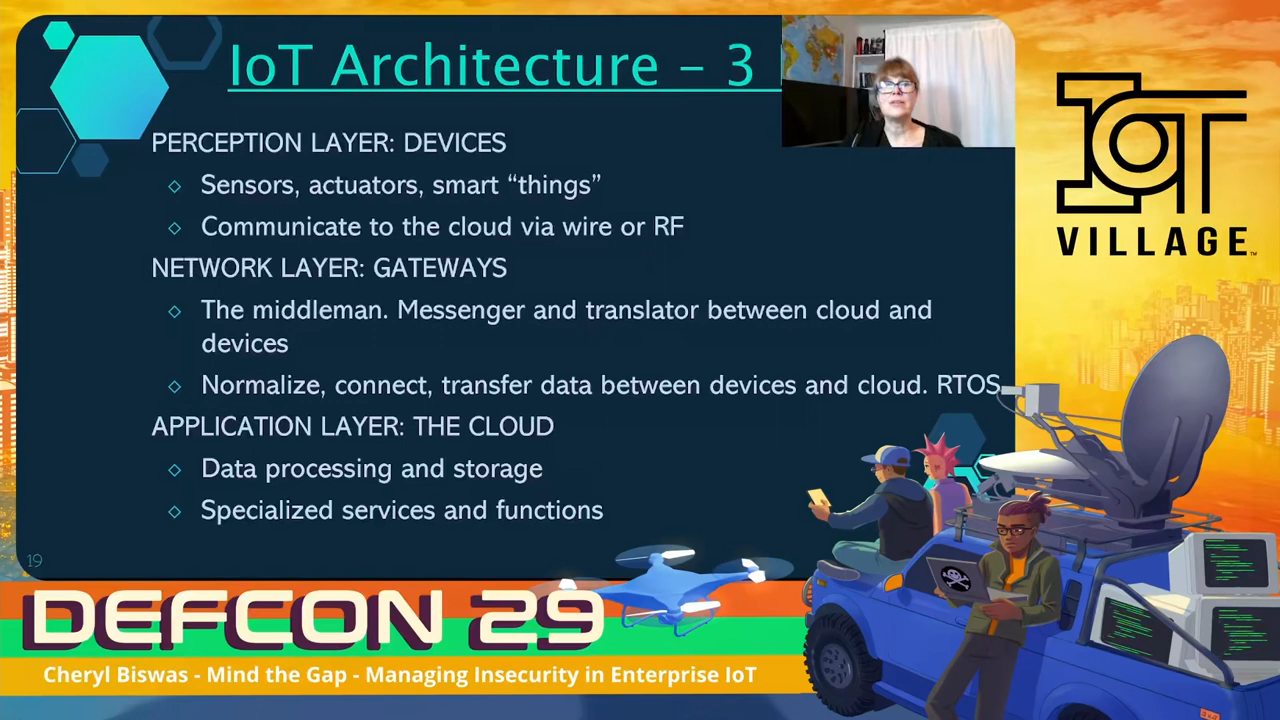 IoT Architecture – 3
PERCEPTION LAYER: DEVICES
Sensors, actuators, smart “things”
Communicate to the cloud via wire or RF
NETWORK LAYER: GATEWAYS
The middleman. Messenger and translator between cloud and
devices
Normalize, connect, transfer data between devices and cloud. RTOS
APPLICATION LAYER: THE CLOUD
Data processing and storage
Specialized services and functions
19
IOT
VILLAGE™
DEFCON 29
Cheryl Biswas - Mind the Gap - Managing Insecurity in Enterprise IoT